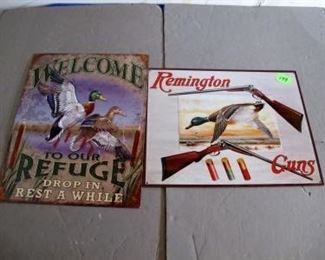 WELCOME
TO OUR
REFUGE
DROP IN
REST A WHILE
Remington
Guns